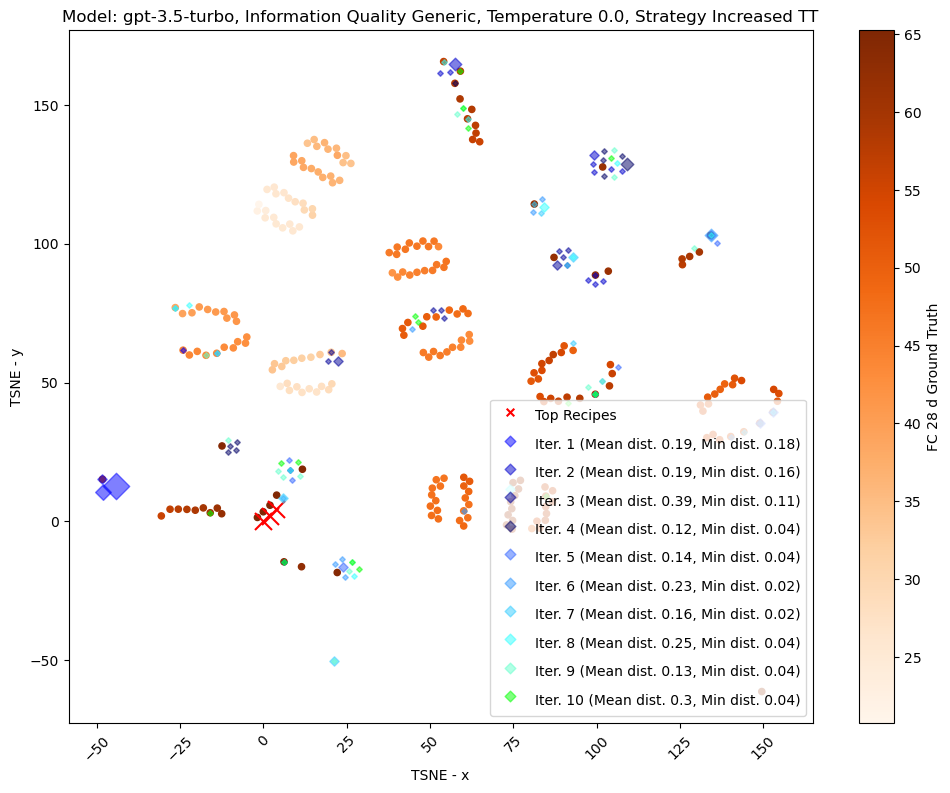 Model: gpt-3.5-turbo, Information Quality Generic, Temperature 0.0, Strategy Increased TT
TSNE - y
150
100
50
0
−50
−50
−25
0
25
50
75
100
125
150
TSNE - x
Top Recipes
Iter. 1 (Mean dist. 0.19, Min dist. 0.18)
Iter. 2 (Mean dist. 0.19, Min dist. 0.16)
Iter. 3 (Mean dist. 0.39, Min dist. 0.11)
Iter. 4 (Mean dist. 0.12, Min dist. 0.04)
Iter. 5 (Mean dist. 0.14, Min dist. 0.04)
Iter. 6 (Mean dist. 0.23, Min dist. 0.02)
Iter. 7 (Mean dist. 0.16, Min dist. 0.02)
Iter. 8 (Mean dist. 0.25, Min dist. 0.04)
Iter. 9 (Mean dist. 0.13, Min dist. 0.04)
Iter. 10 (Mean dist. 0.3, Min dist. 0.04)
65
60
55
50
45
40
35
30
25
FC 28 d Ground Truth